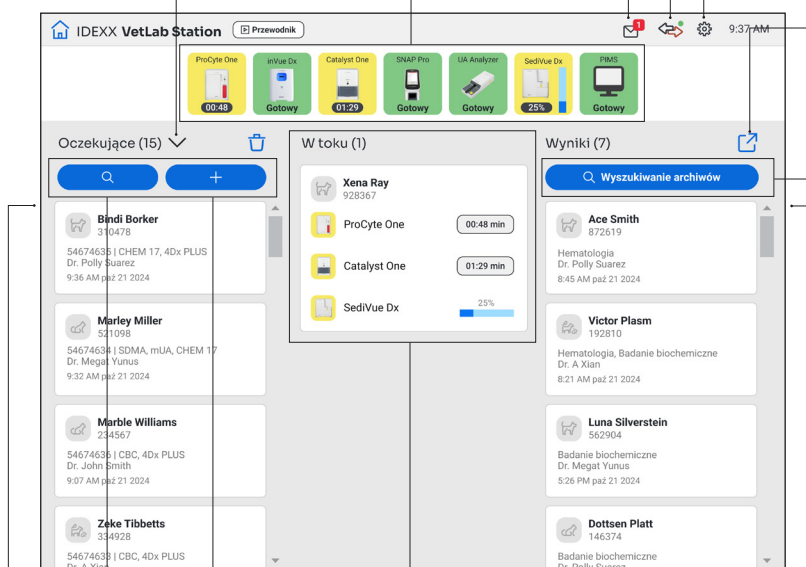 IDEXX VetLab Station
Przewodnik
1
9:37 AM
ProCyte One
00:48
inVue Dx
Gotowy
Catalyst One
01:29
SNAP Pro
Gotowy
UA Analyzer
Gotowy
SediVue Dx
25%
PIMS
Gotowy
Oczekujące (15)
Bindi Borker
310478
54674635 | CHEM 17, 4Dx PLUS
Dr. Polly Suarez
9:36 AM paź 21 2024
Marley Miller
521098
54674634 | SDMA, mUA, CHEM 17
Dr. Megat Yunus
9:32 AM paź 21 2024
Marble Williams
234567
54674636 | CBC, 4Dx PLUS
Dr. John Smith
9:07 AM paź 21 2024
Zeke Tibbetts
334928
54674633 | CBC, 4Dx PLUS
Dr. A Xian
W toku (1)
Xena Ray
928367
ProCyte One
00:48 min
Catalyst One
01:29 min
SediVue Dx
25%
Wyniki (7)
Wyszukiwanie archiwów
Ace Smith
872619
Hematologia
Dr. Polly Suarez
8:45 AM paź 21 2024
Victor Plasm
192810
Hematologia, Badanie biochemiczne
Dr. A Xian
8:21 AM paź 21 2024
Luna Silverstein
562904
Badanie biochemiczne
Dr. Megat Yunus
5:26 PM paź 21 2024
Dottsen Platt
146374
Badanie biochemiczne
Dr. Polly Suarez